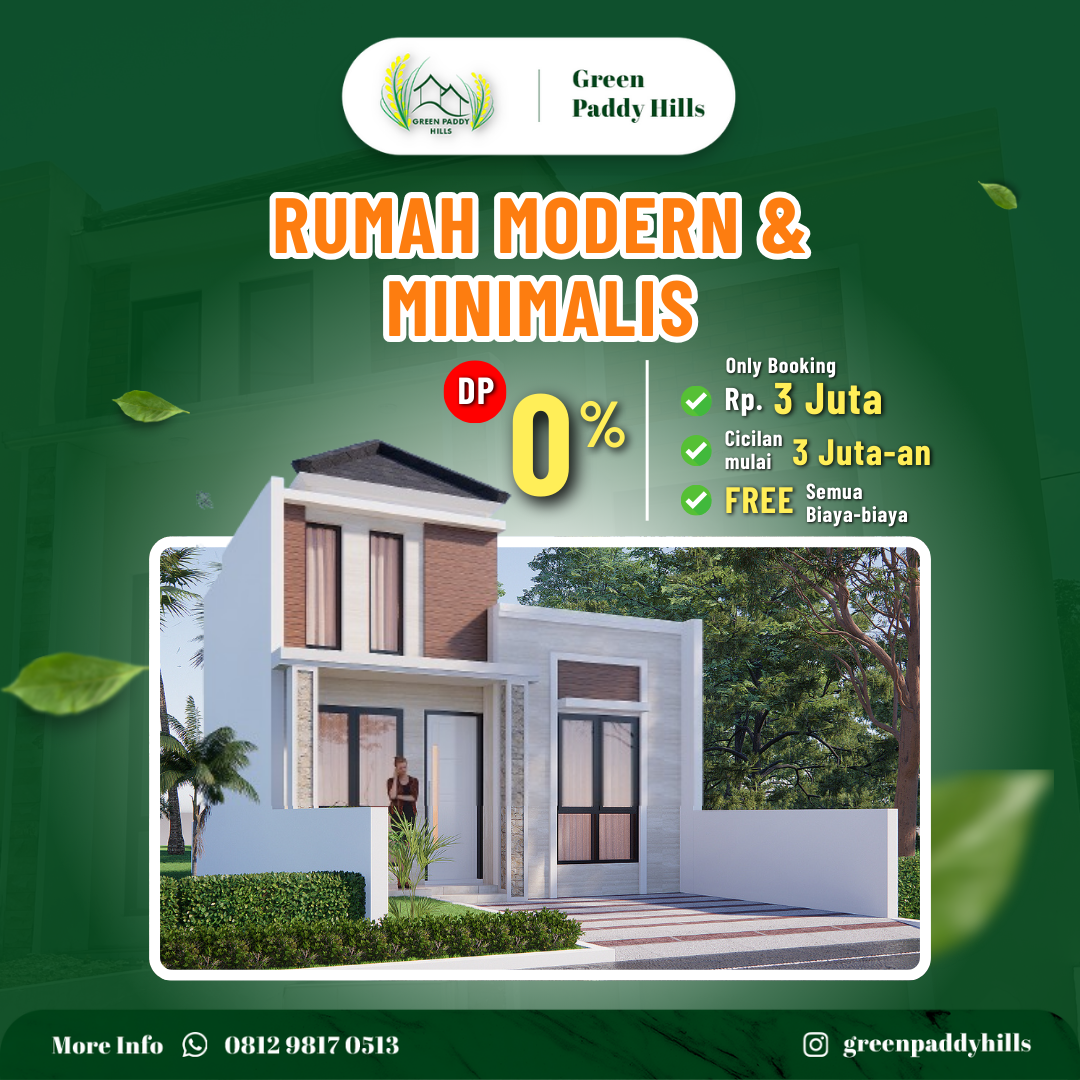 GREEN PADDY
HILLS
Green
Paddy Hills
RUMAH MODERN &
MINIMALIS
DP
0%
Only Booking
Rp. 3 Juta
Cicilan
mulai
3 Juta-an
FREE
Semua
Biaya-biaya
More Info
0812 9817 0513
greenpaddyhills